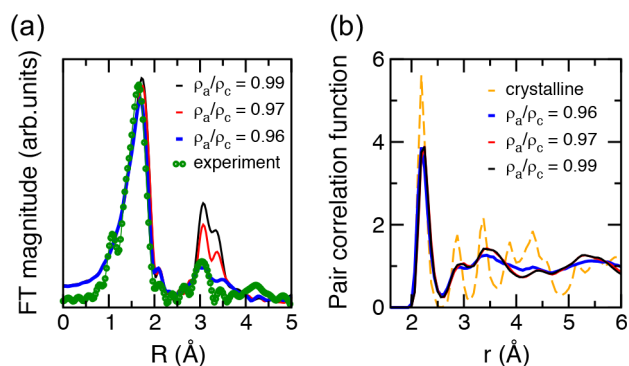 (a)
FT magnitude (arb.units)
ρa/ρc = 0.99
ρa/ρc = 0.97
ρa/ρc = 0.96
experiment
0 1 2 3 4 5
R (Å)
(b)
Pair correlation function
6
4
2
0
crystalline
ρa/ρc = 0.96
ρa/ρc = 0.97
ρa/ρc = 0.99
2 3 4 5 6
r (Å)